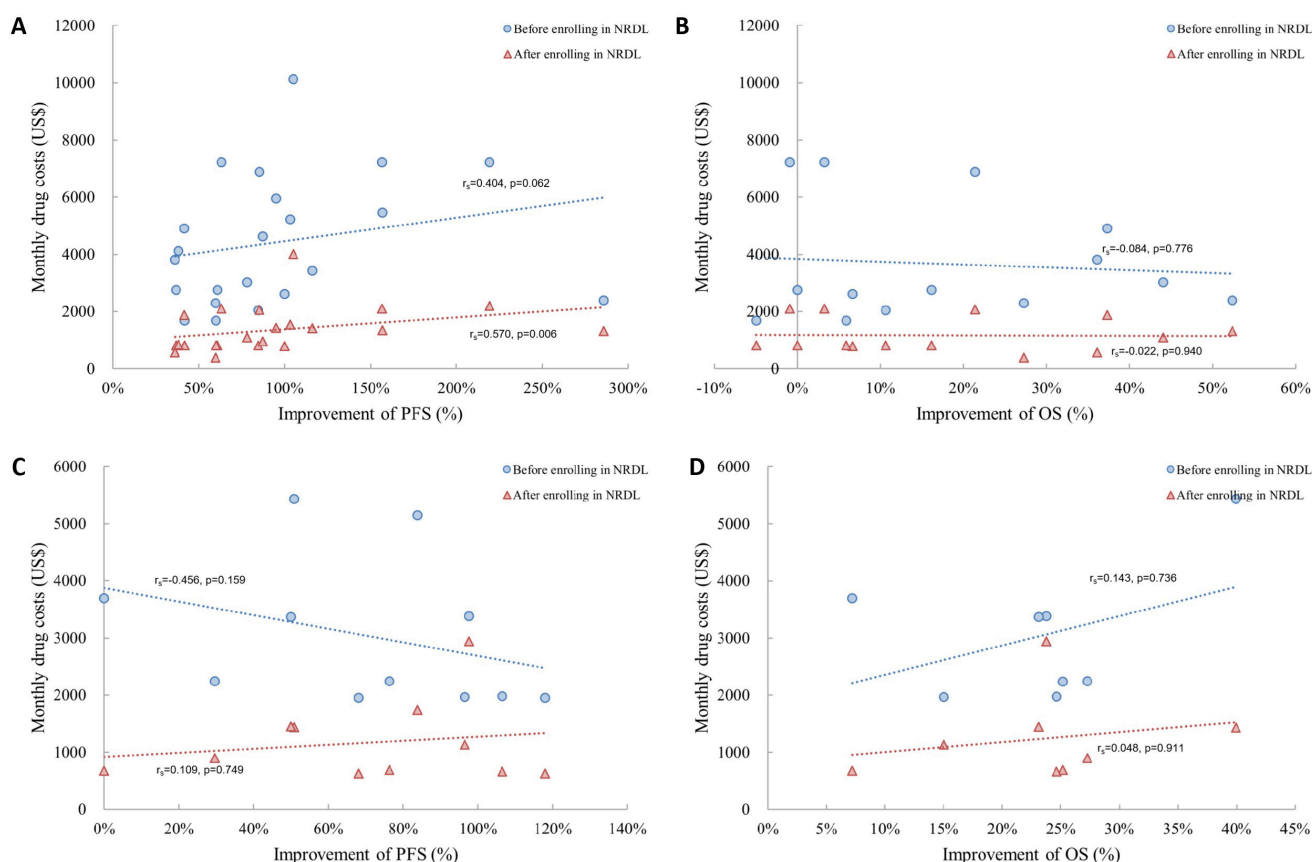 A
12000
10000
8000
6000
4000
2000
0
Monthly drug costs (US$)
Before enrolling in NRDL
After enrolling in NRDL
rs=0.404, p=0.062
rs=0.570, p=0.006
0% 50% 100% 150% 200% 250% 300%
Improvement of PFS (%)
B
12000
10000
8000
6000
4000
2000
0
Monthly drug costs (US$)
Before enrolling in NRDL
After enrolling in NRDL
rs=-0.084, p=0.776
rs=-0.022, p=0.940
-10% 0% 10% 20% 30% 40% 50% 60%
Improvement of OS (%)
C
6000
5000
4000
3000
2000
1000
0
Monthly drug costs (US$)
Before enrolling in NRDL
After enrolling in NRDL
rs=-0.456, p=0.159
rs=0.109, p=0.749
0% 20% 40% 60% 80% 100% 120% 140%
Improvement of PFS (%)
D
6000
5000
4000
3000
2000
1000
0
Monthly drug costs (US$)
Before enrolling in NRDL
After enrolling in NRDL
rs=0.143, p=0.736
rs=0.048, p=0.911
0% 5% 10% 15% 20% 25% 30% 35% 40% 45%
Improvement of OS (%)